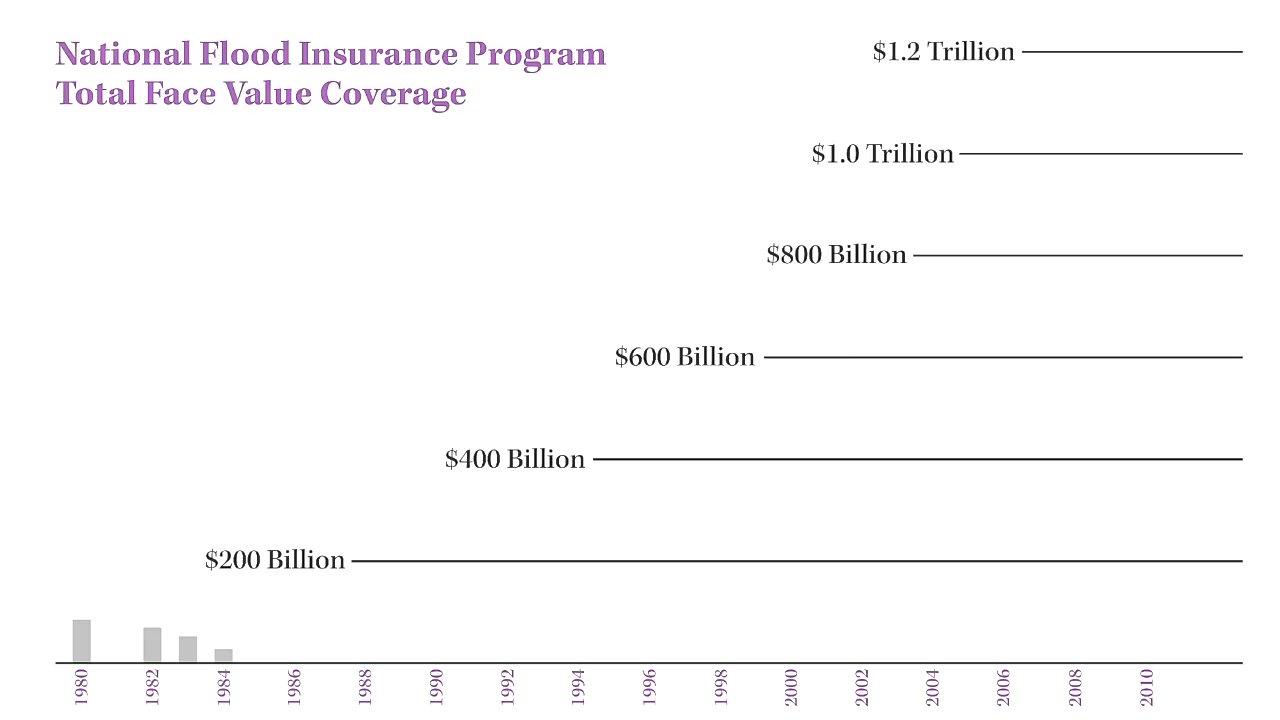 National Flood Insurance Program
Total Face Value Coverage
$1.2 Trillion
$1.0 Trillion
$800 Billion
$600 Billion
$400 Billion
$200 Billion
1980 1982 1984 1986 1988 1990 1992 1994 1996 1998 2000 2002 2004 2006 2008 2010